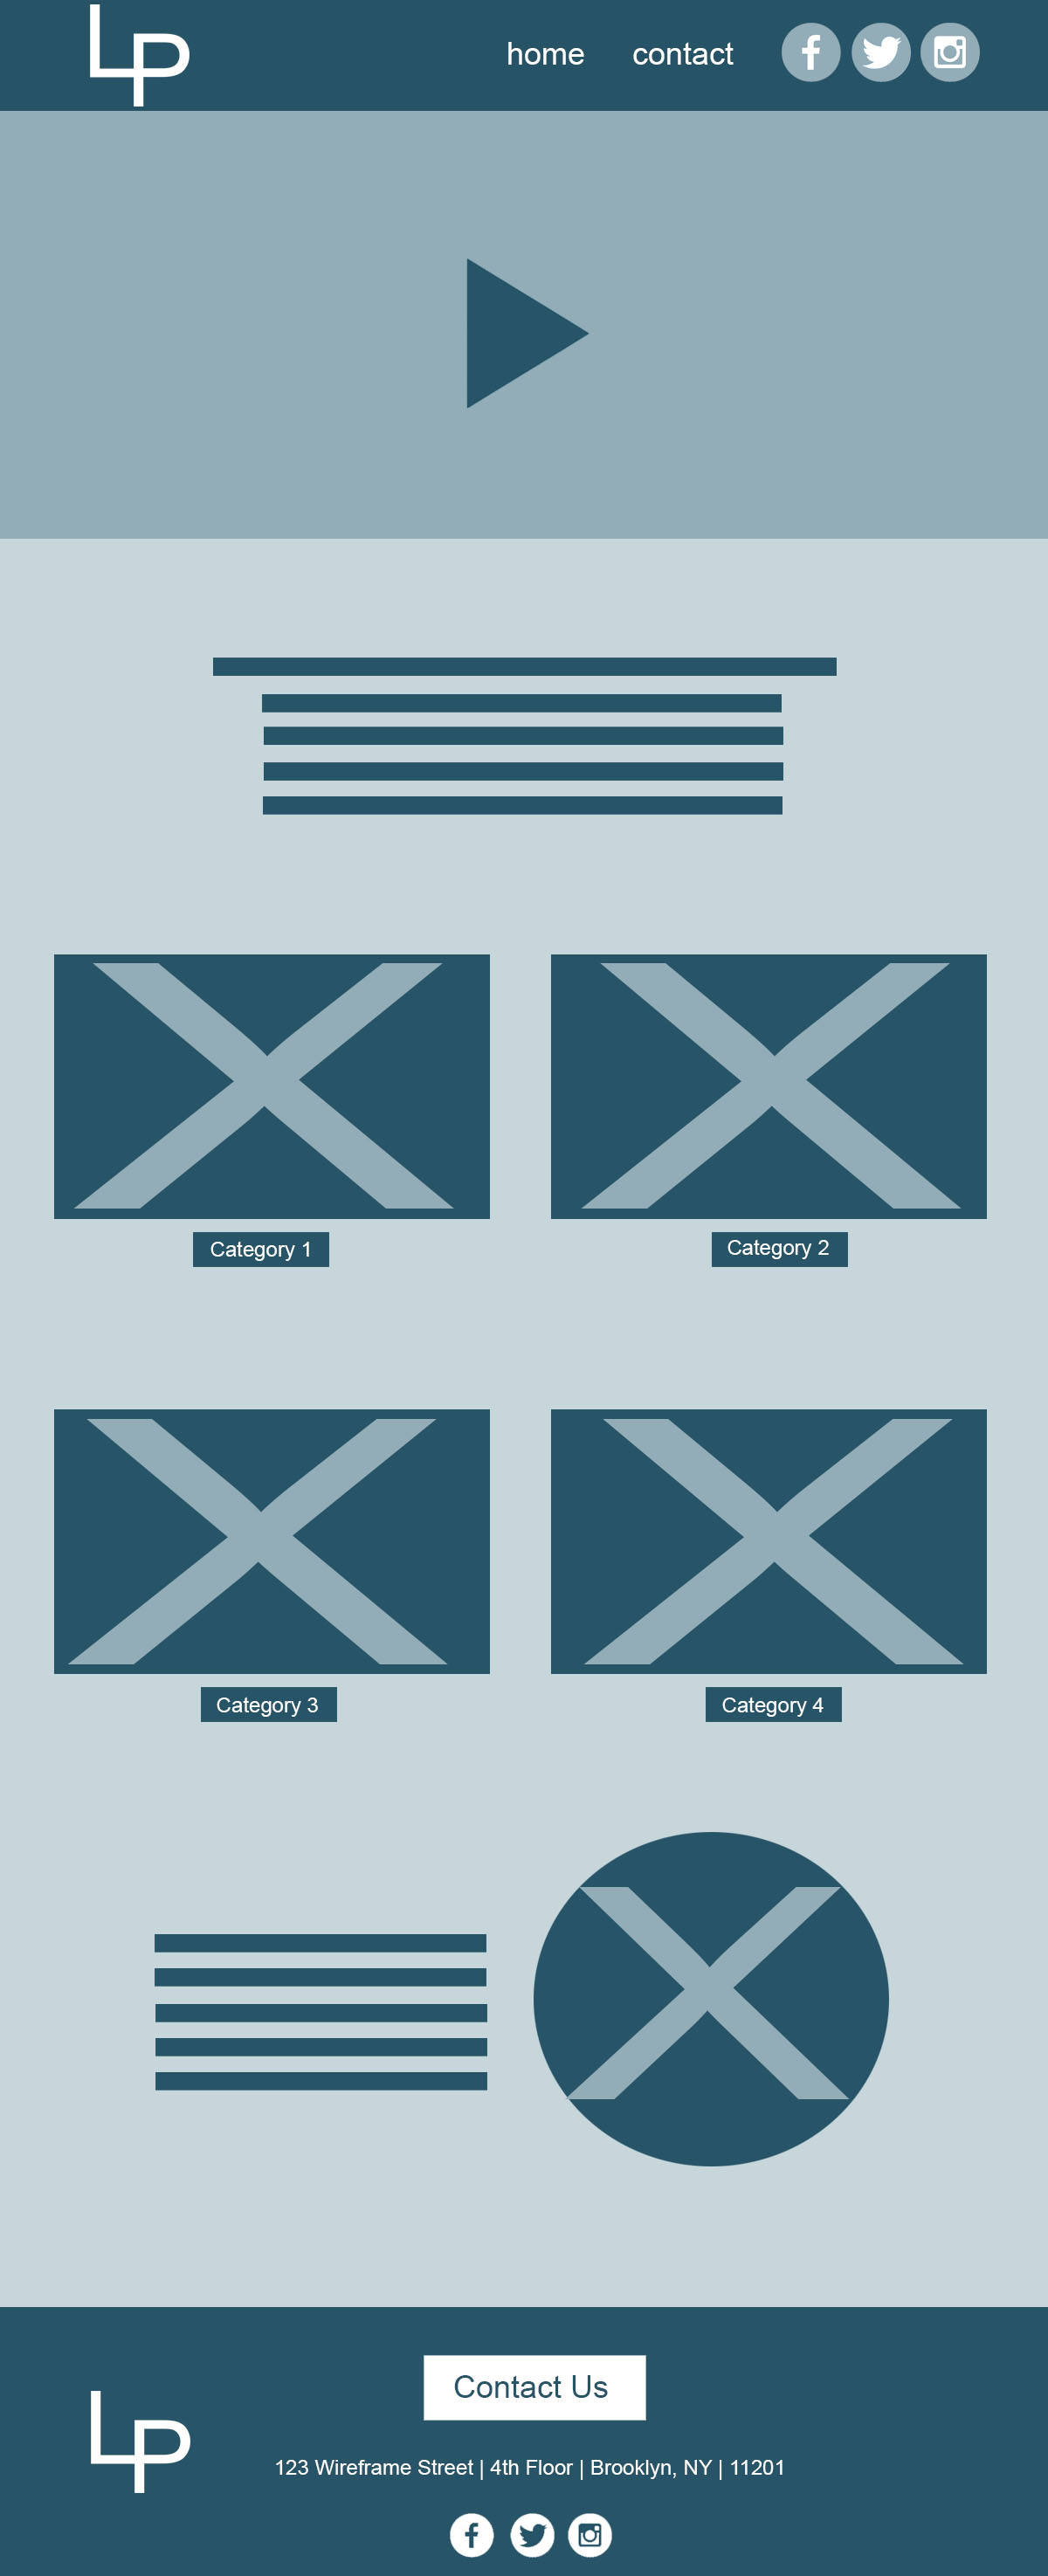 LP
home contact
Category 1
Category 2
Category 3
Category 4
Contact Us
LP
123 Wireframe Street | 4th Floor | Brooklyn, NY | 11201